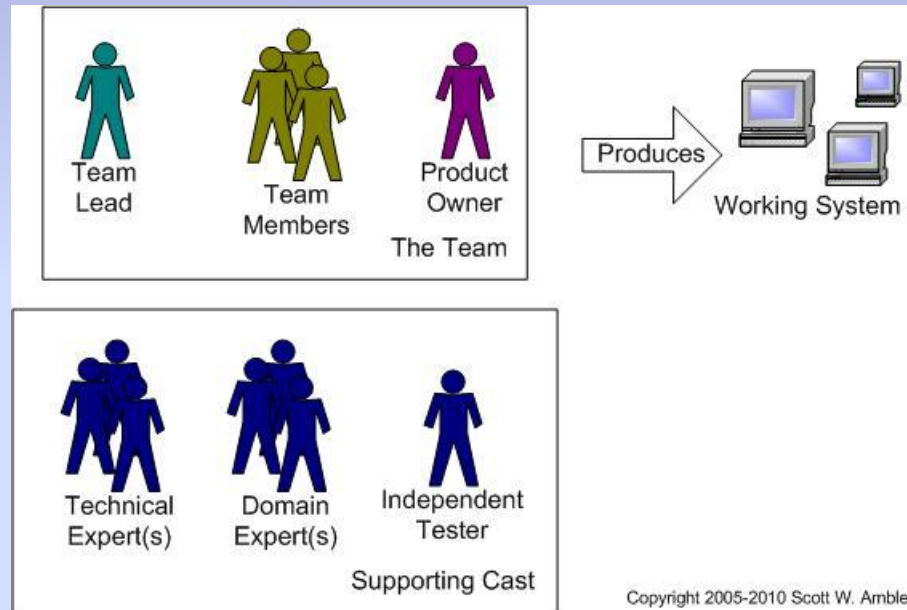 Team
Lead
Team
Members
Product
Owner
The Team
Produces
Working System
Technical
Expert(s)
Domain
Expert(s)
Independent
Tester
Supporting Cast
Copyright 2005-2010 Scott W. Amble